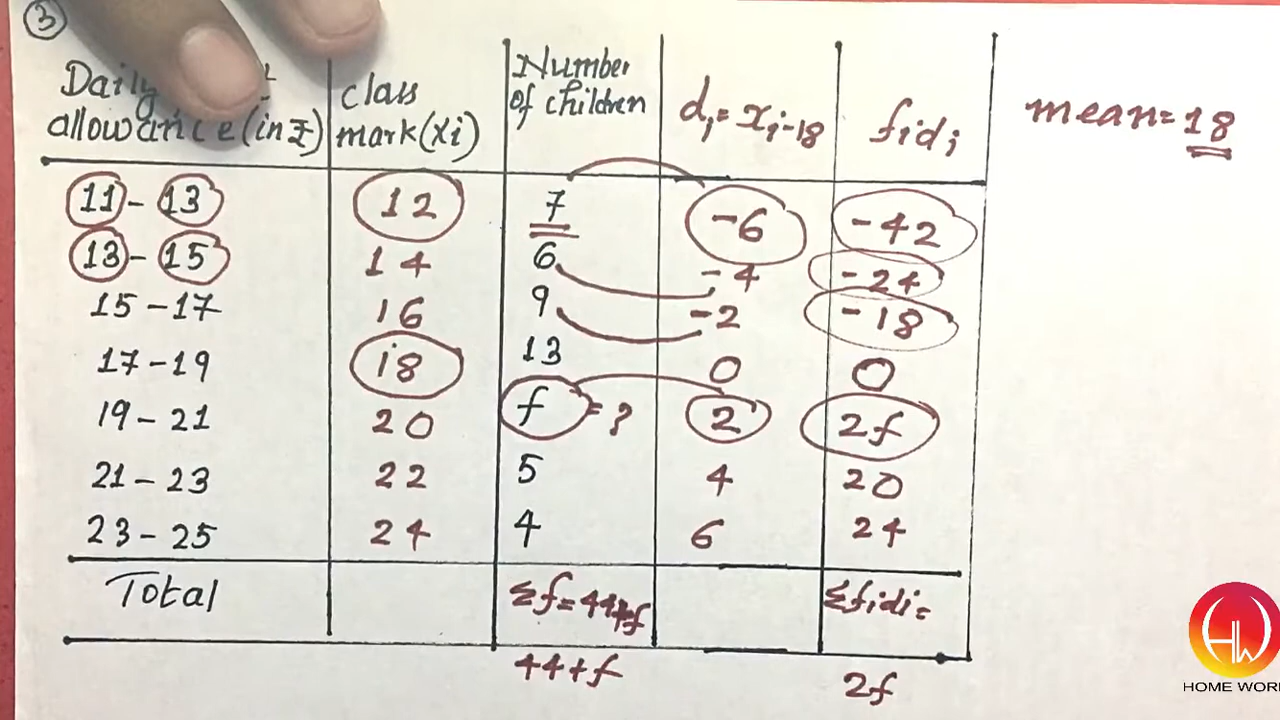 3
Daily
allowance (in ₹)
class
mark (xi)
Number
of children
di = xi-18
fidi
mean = 18
11 - 13 12 7 -6 -42
13 - 15 14 6 -4 -24
15 - 17 16 9 -2 -18
17 - 19 18 13 0 0
19 - 21 20 f = ? 2 2f
21 - 23 22 5 4 20
23 - 25 24 4 6 24
Total Σf = 44+f Σfidi =
44+f 2f
HW
HOME WOR